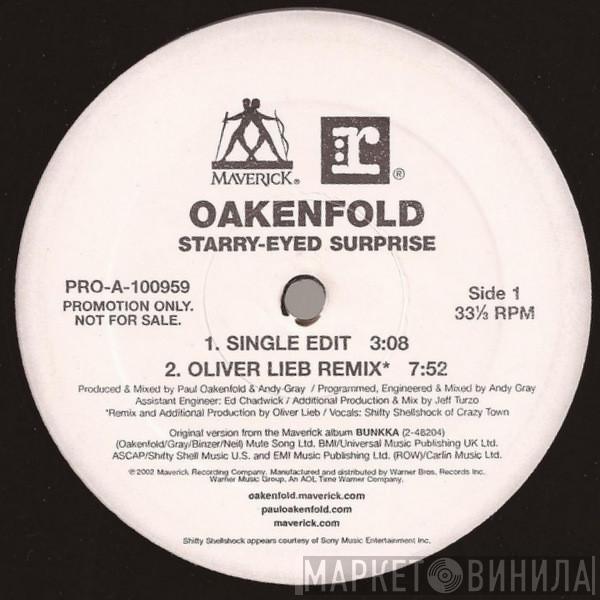 MAVERICK®
r®
OAKENFOLD
STARRY-EYED SURPRISE
PRO-A-100959
PROMOTION ONLY.
NOT FOR SALE.
Side 1
33⅓ RPM
1. SINGLE EDIT 3:08
2. OLIVER LIEB REMIX* 7:52
Produced & Mixed by Paul Oakenfold & Andy Gray / Programmed, Engineered & Mixed by Andy Gray
Assistant Engineer: Ed Chadwick / Additional Production & Mix by Jeff Turzo
*Remix and Additional Production by Oliver Lieb / Vocals: Shifty Shellshock of Crazy Town
Original version from the Maverick album BUNKKA (2-48204)
(Oakenfold/Gray/Binzer/Neil) Mute Song Ltd. BMI/Universal Music Publishing UK Ltd.
ASCAP/Shifty Shell Music U.S. and EMI Music Publishing Ltd. (ROW)/Carlin Music Ltd.
℗2002 Maverick Recording Company. Manufactured and distributed by Warner Bros. Records Inc.
Warner Music Group. An AOL Time Warner Company.
oakenfold.maverick.com
pauloakenfold.com
maverick.com
Shifty Shellshock appears courtesy of Sony Music Entertainment Inc.
МАРКЕТ ВИНИЛА